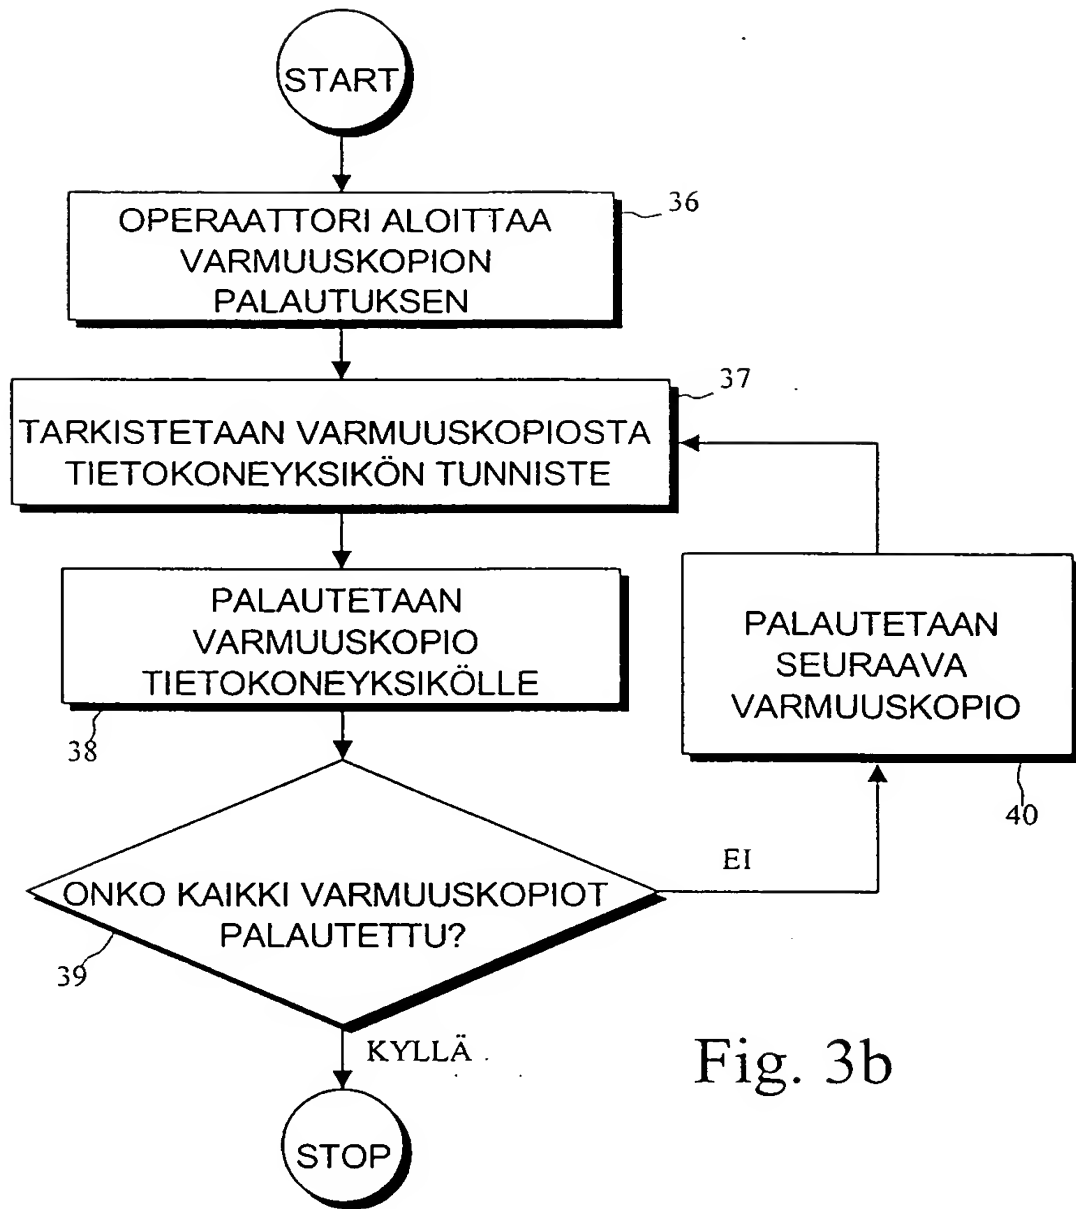 START
36
OPERAATTORI ALOITTAA
VARMUUSKOPION
PALAUTUKSEN
37
TARKISTETAAN VARMUUSKOPIOSTA
TIETOKONEYKSIKÖN TUNNISTE
PALAUTETAAN
VARMUUSKOPIO
TIETOKONEYKSIKÖLLE
38
PALAUTETAAN
SEURAAVA
VARMUUSKOPIO
40
EI
ONKO KAIKKI VARMUUSKOPIOT
PALAUTETTU?
39
KYLLÄ
STOP
Fig. 3b